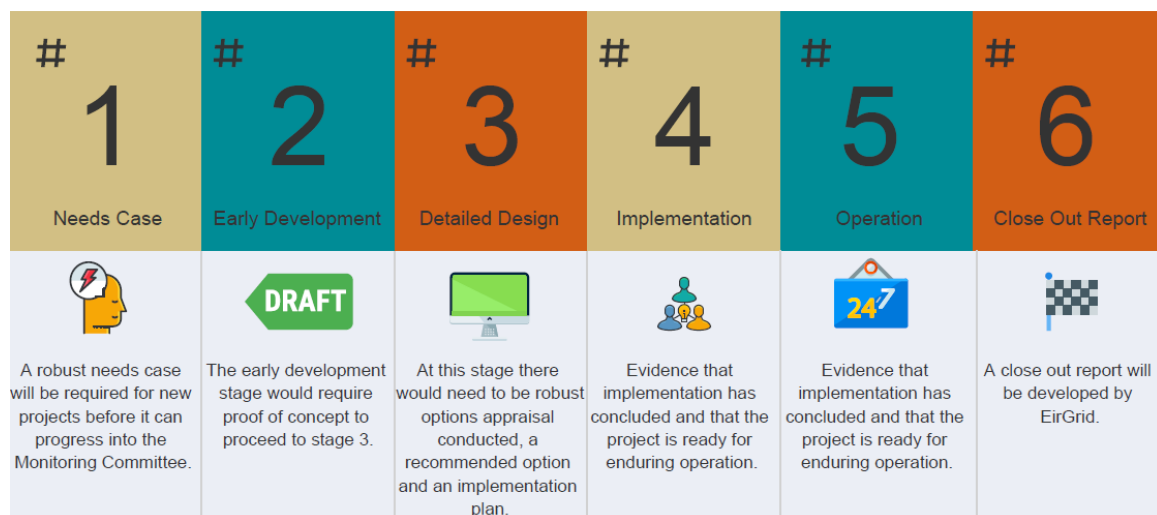 #
1
Needs Case
A robust needs case
will be required for new
projects before it can
progress into the
Monitoring Committee.
#
2
Early Development
DRAFT
The early development
stage would require
proof of concept to
proceed to stage 3.
#
3
Detailed Design
At this stage there
would need to be robust
options appraisal
conducted, a
recommended option
and an implementation
plan.
#
4
Implementation
Evidence that
implementation has
concluded and that the
project is ready for
enduring operation.
#
5
Operation
24 7
Evidence that
implementation has
concluded and that the
project is ready for
enduring operation.
#
6
Close Out Report
A close out report will
be developed by
EirGrid.